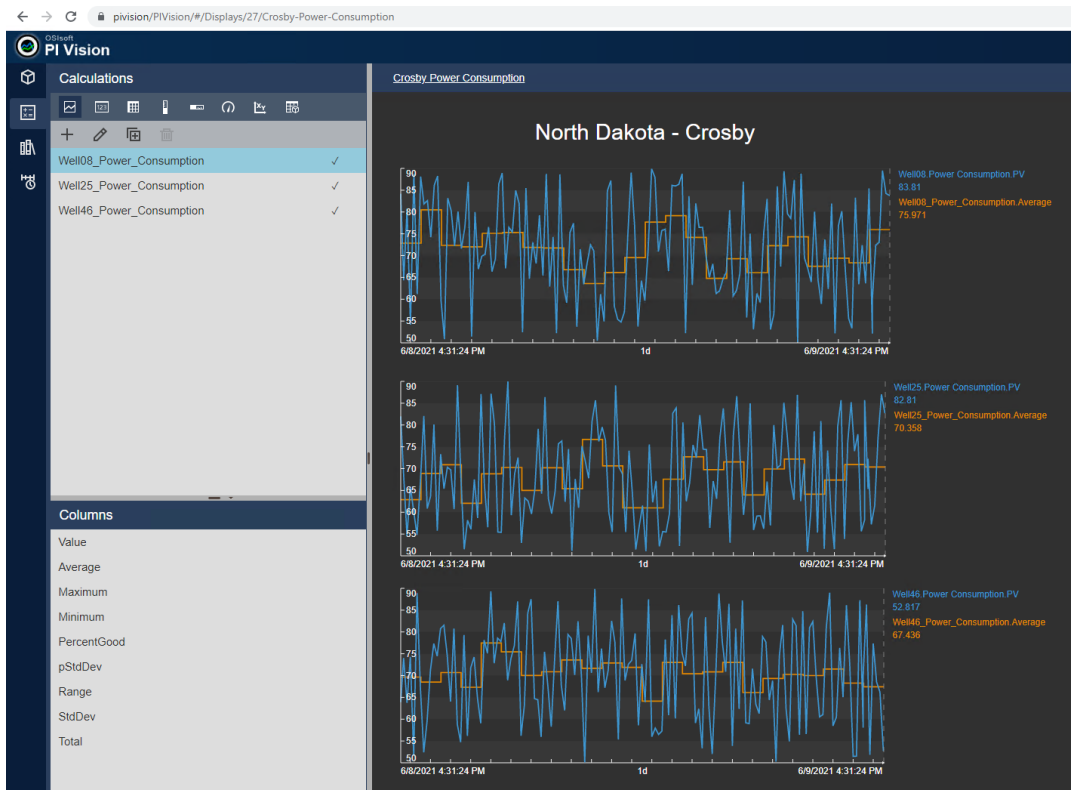 pivision/PIVision/#/Displays/27/Crosby-Power-Consumption
OSIsoft
PI Vision
Calculations
Crosby Power Consumption
123
XY
Well08_Power_Consumption
Well25_Power_Consumption
Well46_Power_Consumption
Columns
Value
Average
Maximum
Minimum
PercentGood
pStdDev
Range
StdDev
Total
North Dakota - Crosby
90
85
80
75
70
65
60
55
50
6/8/2021 4:31:24 PM
1d
6/9/2021 4:31:24 PM
Well08.Power Consumption.PV
83.81
Well08_Power_Consumption.Average
75.971
90
85
80
75
70
65
60
55
50
6/8/2021 4:31:24 PM
1d
6/9/2021 4:31:24 PM
Well25.Power Consumption.PV
82.81
Well25_Power_Consumption.Average
70.358
90
85
80
75
70
65
60
55
50
6/8/2021 4:31:24 PM
1d
6/9/2021 4:31:24 PM
Well46.Power Consumption.PV
52.817
Well46_Power_Consumption.Average
67.436